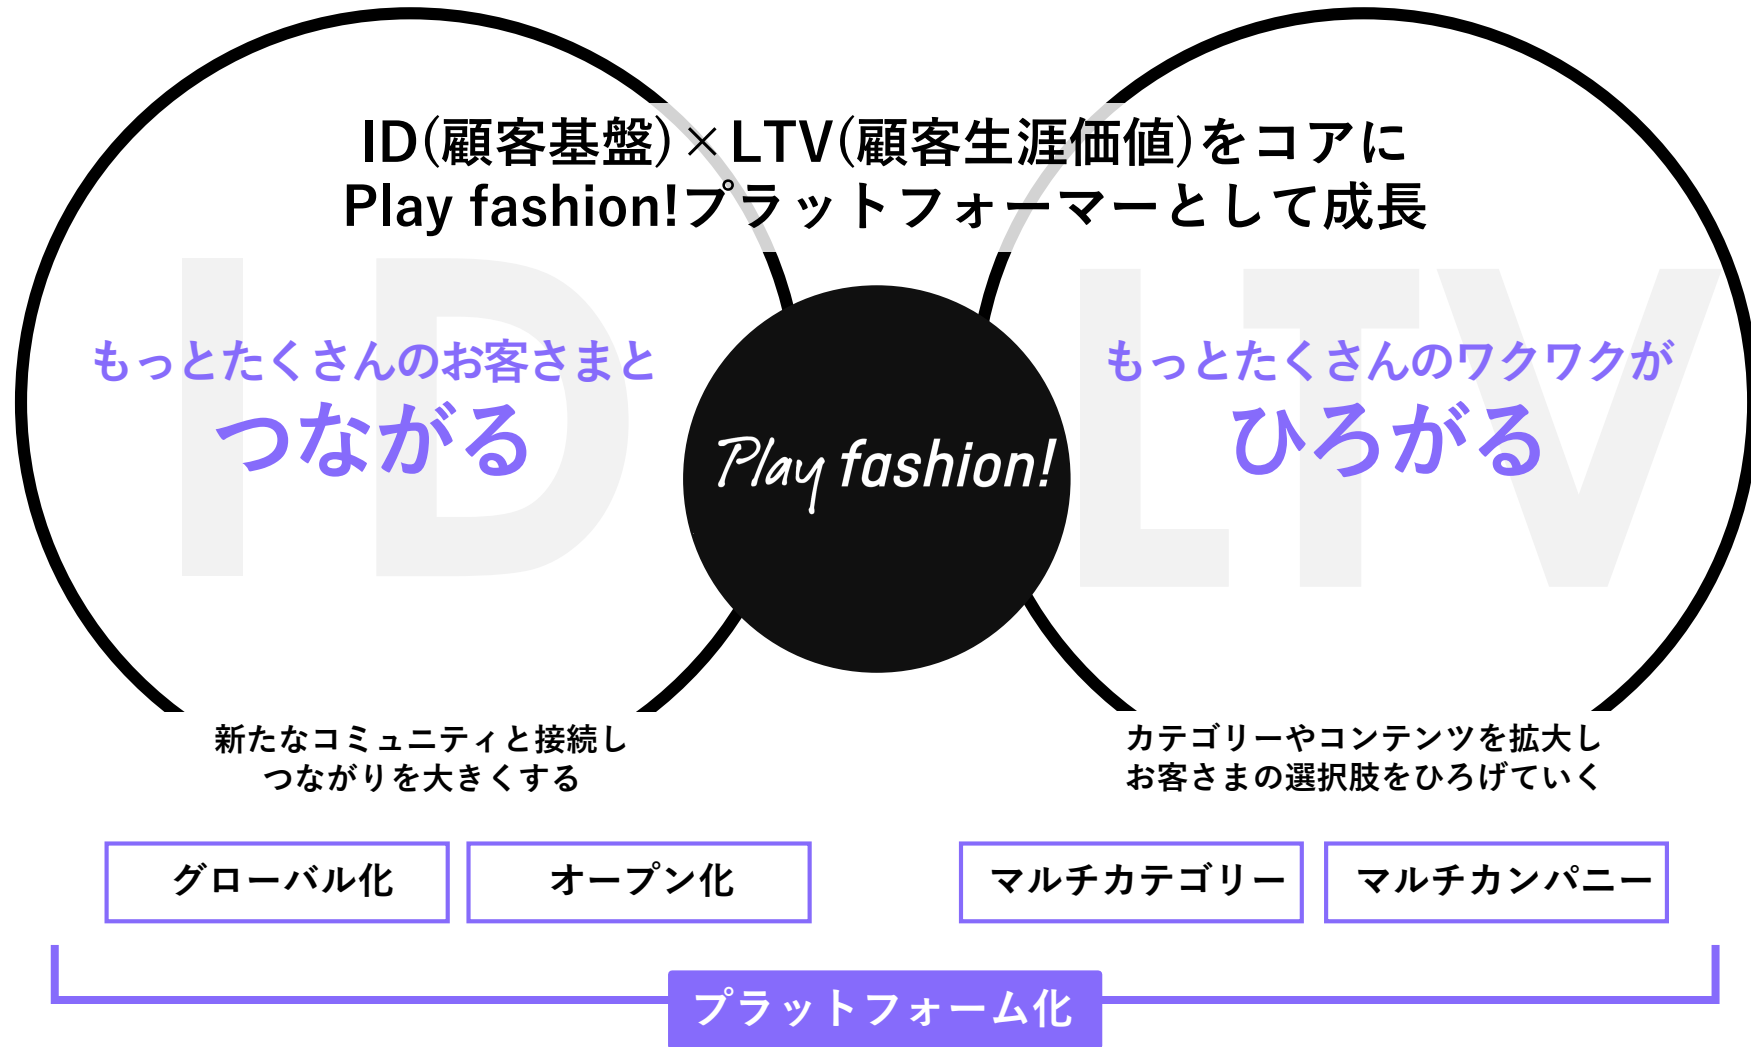 ID(顧客基盤)×LTV(顧客生涯価値)をコアに
Play fashion!プラットフォーマーとして成長
ID
もっとたくさんのお客さまと
つながる
Play fashion!
LTV
もっとたくさんのワクワクが
ひろがる
新たなコミュニティと接続し
つながりを大きくする
カテゴリーやコンテンツを拡大し
お客さまの選択肢をひろげていく
グローバル化
オープン化
マルチカテゴリー
マルチカンパニー
プラットフォーム化